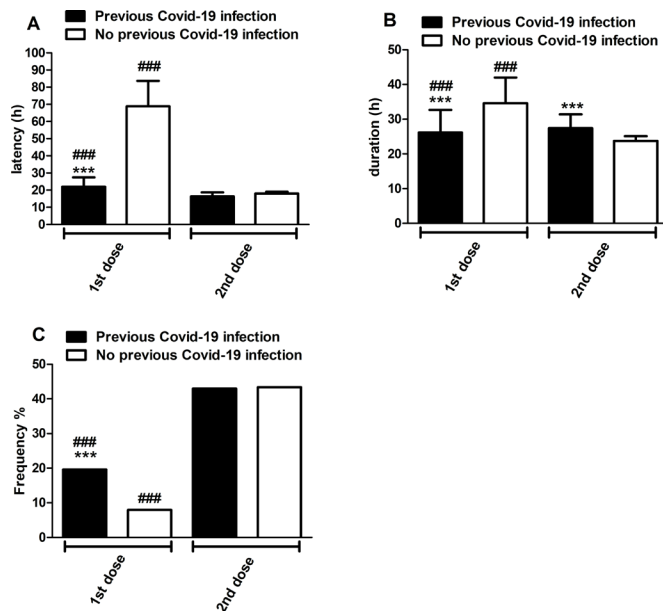 A
Previous Covid-19 infection
No previous Covid-19 infection
latency (h)
100
90
80
70
60
50
40
30
20
10
0
###
***
###
1st dose
2nd dose
B
Previous Covid-19 infection
No previous Covid-19 infection
duration (h)
50
40
30
20
10
0
###
***
###
***
1st dose
2nd dose
C
Previous Covid-19 infection
No previous Covid-19 infection
Frequency %
50
40
30
20
10
0
###
***
###
1st dose
2nd dose